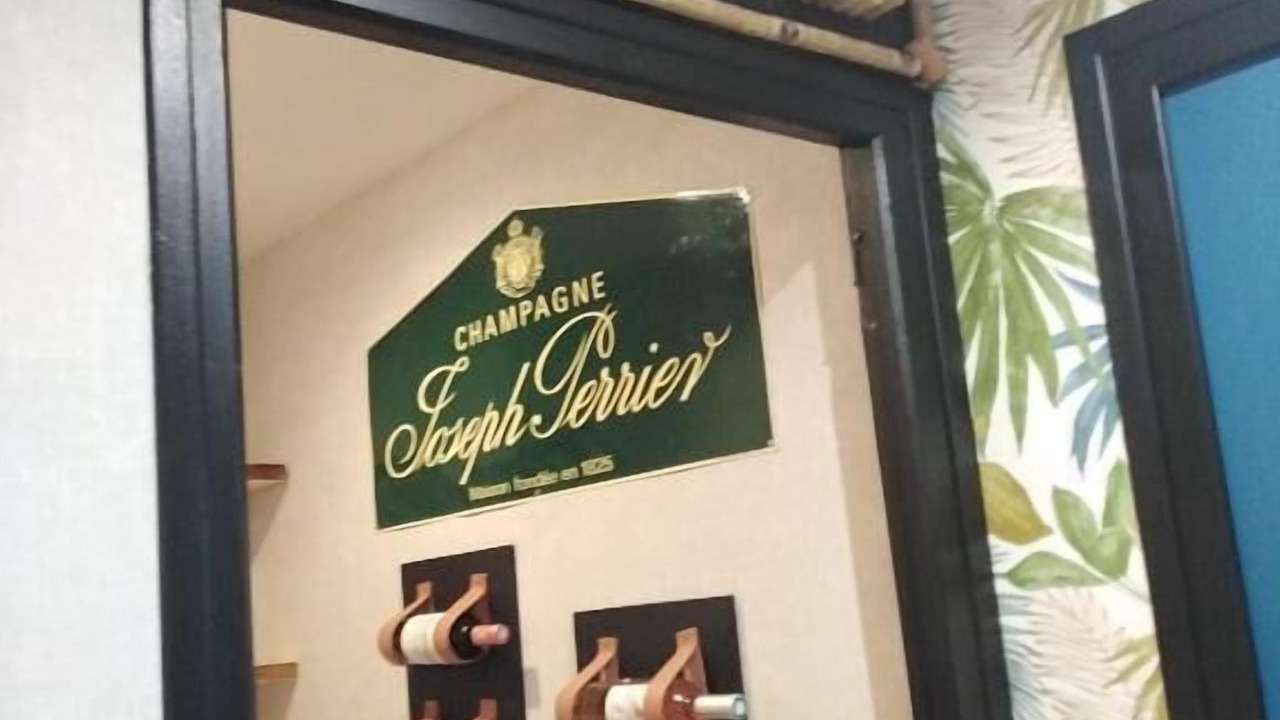 CHAMPAGNE
Joseph Perrier
Maison fondée en 1825